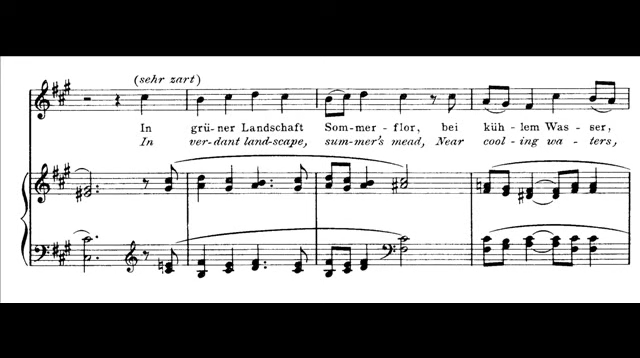 (sehr zart)
In grü-ner Landschaft Som-mer-flor, bei küh-lem Was-ser,
In ver-dant land-scape, sum-mer's mead, Near cool-ing wa-ters,